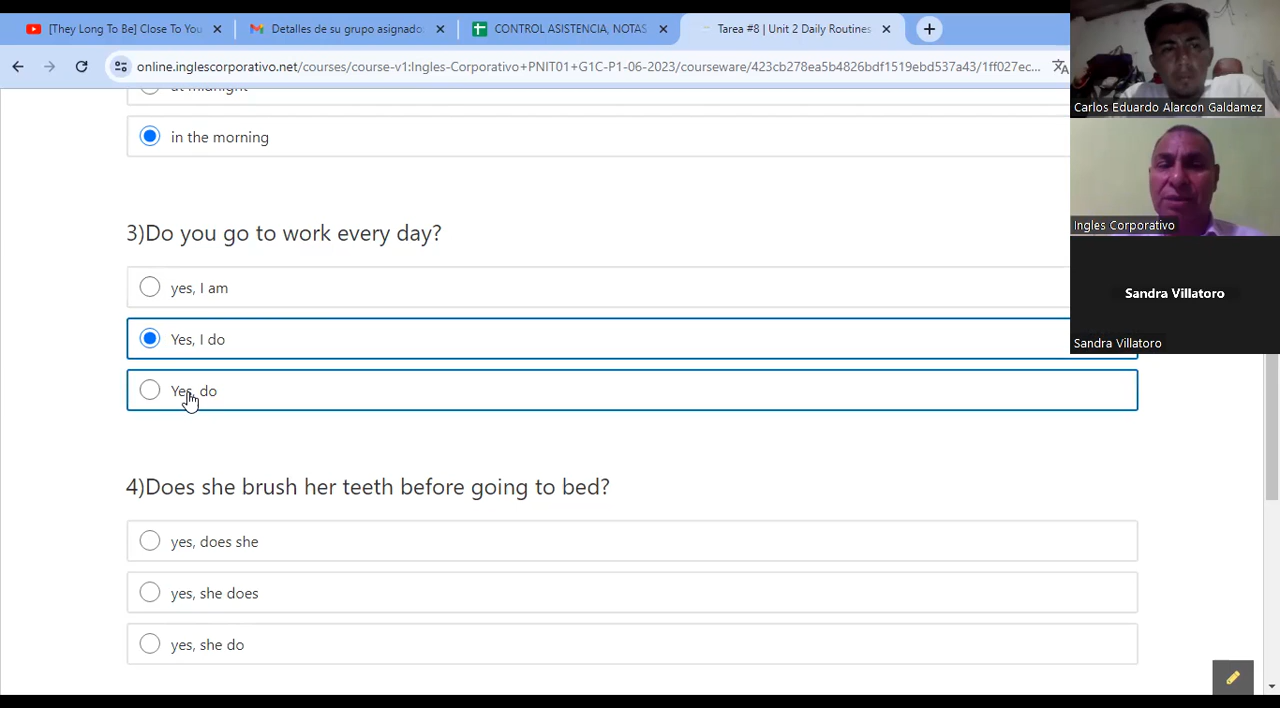 [They Long To Be] Close To You
Detalles de su grupo asignado
CONTROL ASISTENCIA, NOTAS
Tarea #8 | Unit 2 Daily Routines
online.inglescorporativo.net/courses/course-v1:Ingles-Corporativo+PNIT01+G1C-P1-06-2023/courseware/423cb278ea5b4826bdf1519ebd537a43/1ff027ec...
at midnight
in the morning
3)Do you go to work every day?
yes, I am
Yes, I do
Yes, do
4)Does she brush her teeth before going to bed?
yes, does she
yes, she does
yes, she do
Carlos Eduardo Alarcon Galdamez
Ingles Corporativo
Sandra Villatoro
Sandra Villatoro